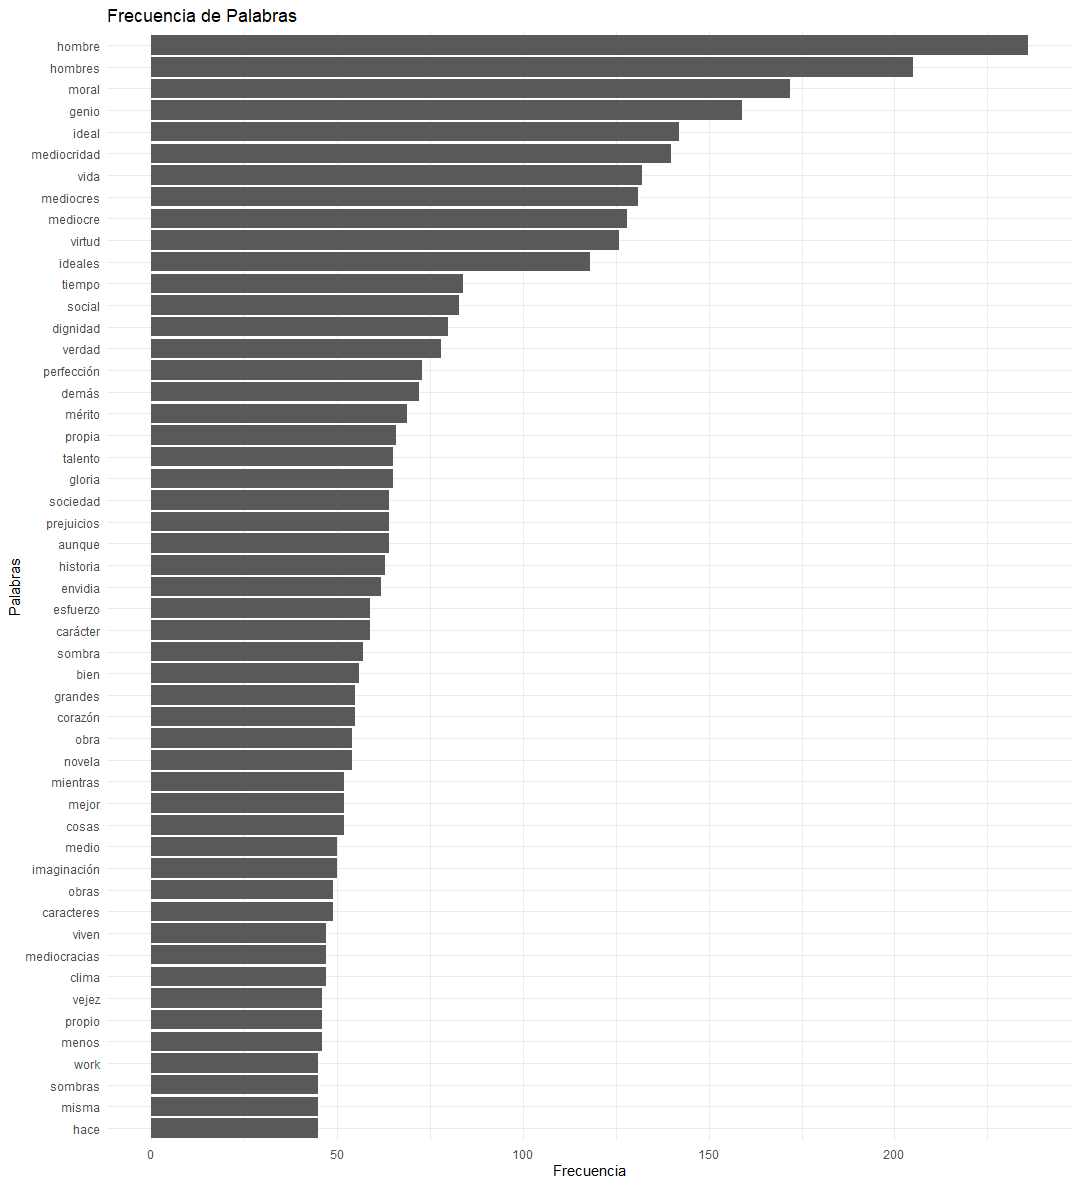 Frecuencia de Palabras
hombre
hombres
moral
genio
ideal
mediocridad
vida
mediocres
mediocre
virtud
ideales
tiempo
social
dignidad
verdad
perfección
demás
mérito
propia
talento
gloria
sociedad
prejuicios
aunque
historia
envidia
esfuerzo
carácter
sombra
bien
grandes
corazón
obra
novela
mientras
mejor
cosas
medio
imaginación
obras
caracteres
viven
mediocracias
clima
vejez
propio
menos
work
sombras
misma
hace
Palabras
0 50 100 150 200
Frecuencia